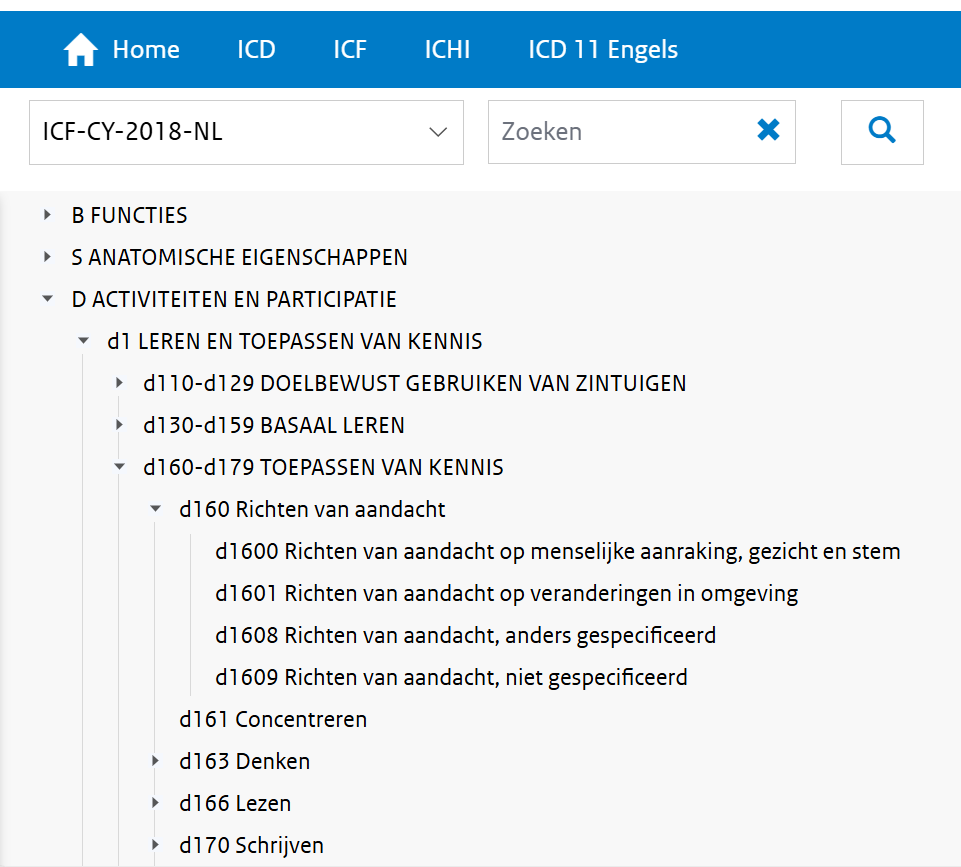 Home ICD ICF ICHI ICD 11 Engels
ICF-CY-2018-NL Zoeken
B FUNCTIES
S ANATOMISCHE EIGENSCHAPPEN
D ACTIVITEITEN EN PARTICIPATIE
d1 LEREN EN TOEPASSEN VAN KENNIS
d110-d129 DOELBEWUST GEBRUIKEN VAN ZINTUIGEN
d130-d159 BASAAL LEREN
d160-d179 TOEPASSEN VAN KENNIS
d160 Richten van aandacht
d1600 Richten van aandacht op menselijke aanraking, gezicht en stem
d1601 Richten van aandacht op veranderingen in omgeving
d1608 Richten van aandacht, anders gespecificeerd
d1609 Richten van aandacht, niet gespecificeerd
d161 Concentreren
d163 Denken
d166 Lezen
d170 Schrijven